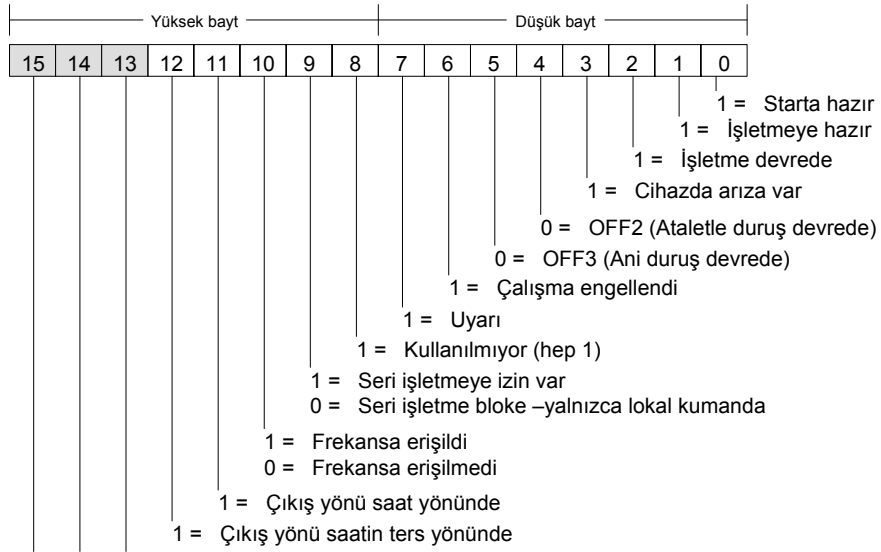 Yüksek bayt Düşük bayt
15 14 13 12 11 10 9 8 7 6 5 4 3 2 1 0
1 = Starta hazır
1 = İşletmeye hazır
1 = İşletme devrede
1 = Cihazda arıza var
0 = OFF2 (Ataletle duruş devrede)
0 = OFF3 (Ani duruş devrede)
1 = Çalışma engellendi
1 = Uyarı
1 = Kullanılmıyor (hep 1)
1 = Seri işletmeye izin var
0 = Seri işletme bloke –yalnızca lokal kumanda
1 = Frekansa erişildi
0 = Frekansa erişilmedi
1 = Çıkış yönü saat yönünde
1 = Çıkış yönü saatin ters yönünde